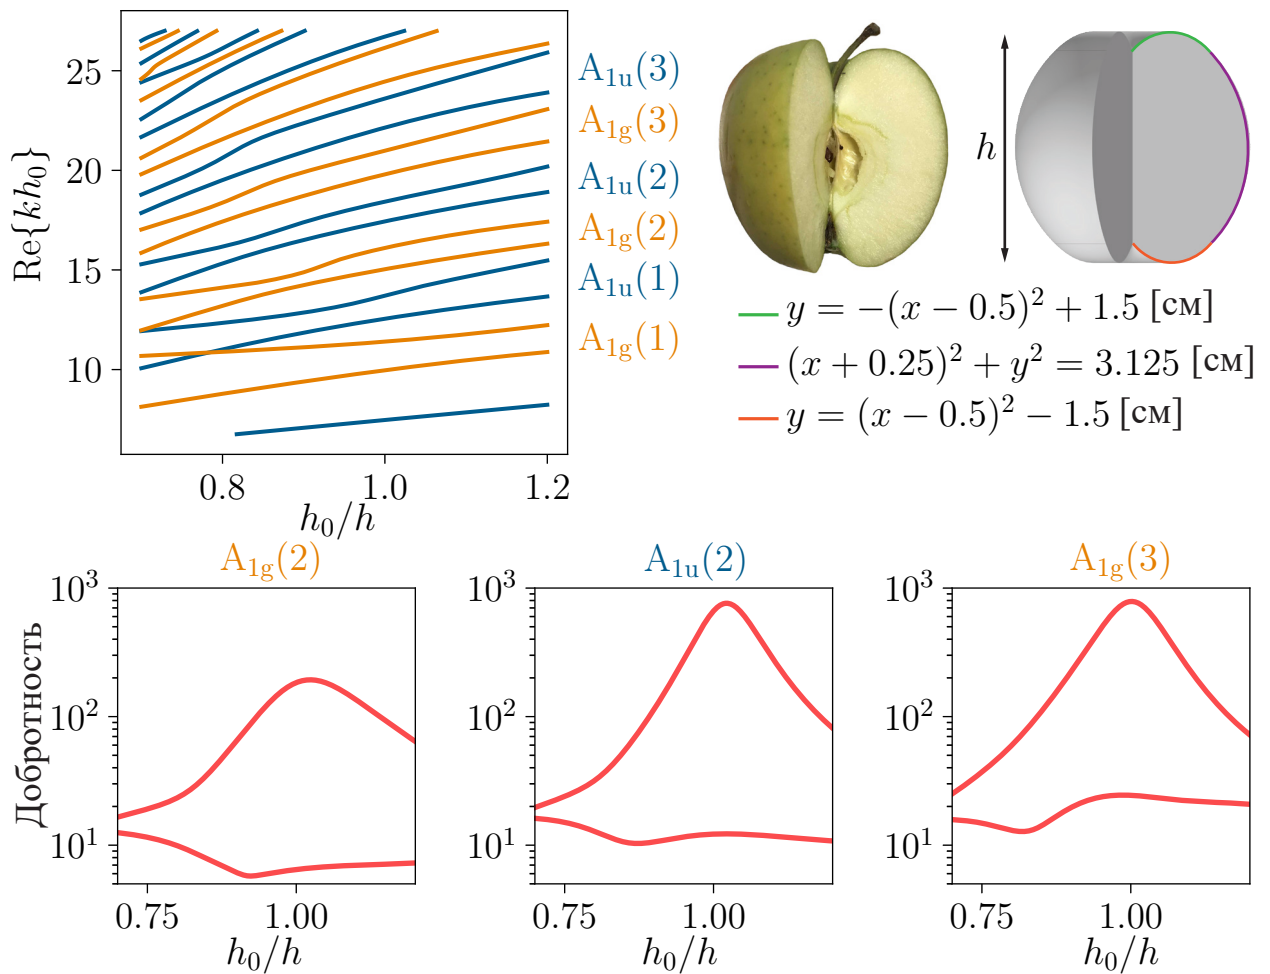 Re{kh₀}
25
20
15
10
0.8
1.0
1.2
h₀/h
A₁ᵤ(3)
A₁g(3)
A₁ᵤ(2)
A₁g(2)
A₁ᵤ(1)
A₁g(1)
h
y = −(x − 0.5)² + 1.5 [см]
(x + 0.25)² + y² = 3.125 [см]
y = (x − 0.5)² − 1.5 [см]
Добротность
A₁g(2)
10³
10²
10¹
0.75
1.00
h₀/h
A₁ᵤ(2)
10³
10²
10¹
0.75
1.00
h₀/h
A₁g(3)
10³
10²
10¹
0.75
1.00
h₀/h